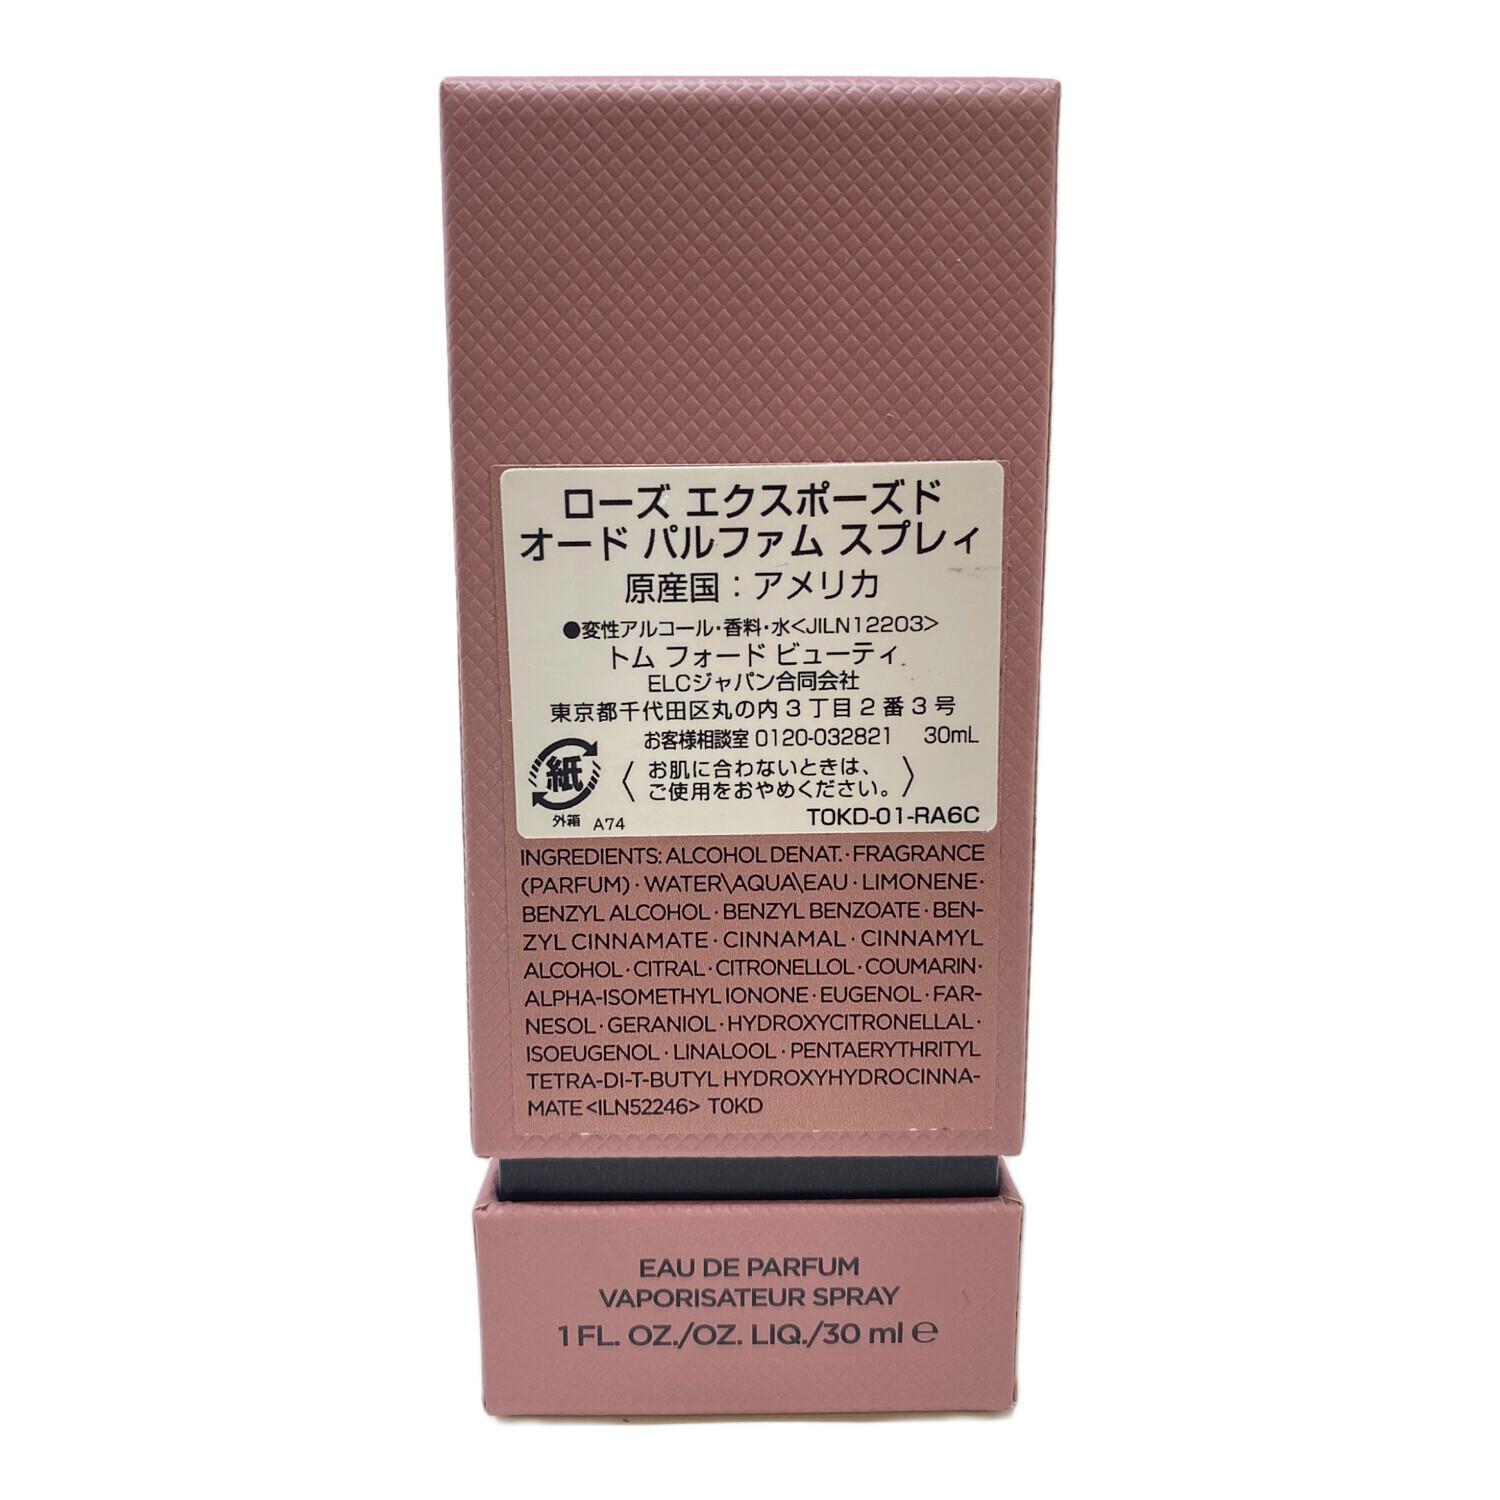 ローズ エクスポーズド
オード パルファム スプレィ
原産国：アメリカ
●変性アルコール・香料・水<JILN12203>
トム フォード ビューティ
ELCジャパン合同会社
東京都千代田区丸の内3丁目2番3号
お客様相談室 0120-032821 30mL
紙
〈お肌に合わないときは、
ご使用をおやめください。〉
外箱 A74 T0KD-01-RA6C
INGREDIENTS: ALCOHOL DENAT. · FRAGRANCE
(PARFUM) · WATER\AQUA\EAU · LIMONENE ·
BENZYL ALCOHOL · BENZYL BENZOATE · BEN-
ZYL CINNAMATE · CINNAMAL · CINNAMYL
ALCOHOL · CITRAL · CITRONELLOL · COUMARIN ·
ALPHA-ISOMETHYL IONONE · EUGENOL · FAR-
NESOL · GERANIOL · HYDROXYCITRONELLAL ·
ISOEUGENOL · LINALOOL · PENTAERYTHRITYL
TETRA-DI-T-BUTYL HYDROXYHYDROCINNA-
MATE <ILN52246> T0KD
EAU DE PARFUM
VAPORISATEUR SPRAY
1 FL. OZ./OZ. LIQ./30 ml ℮